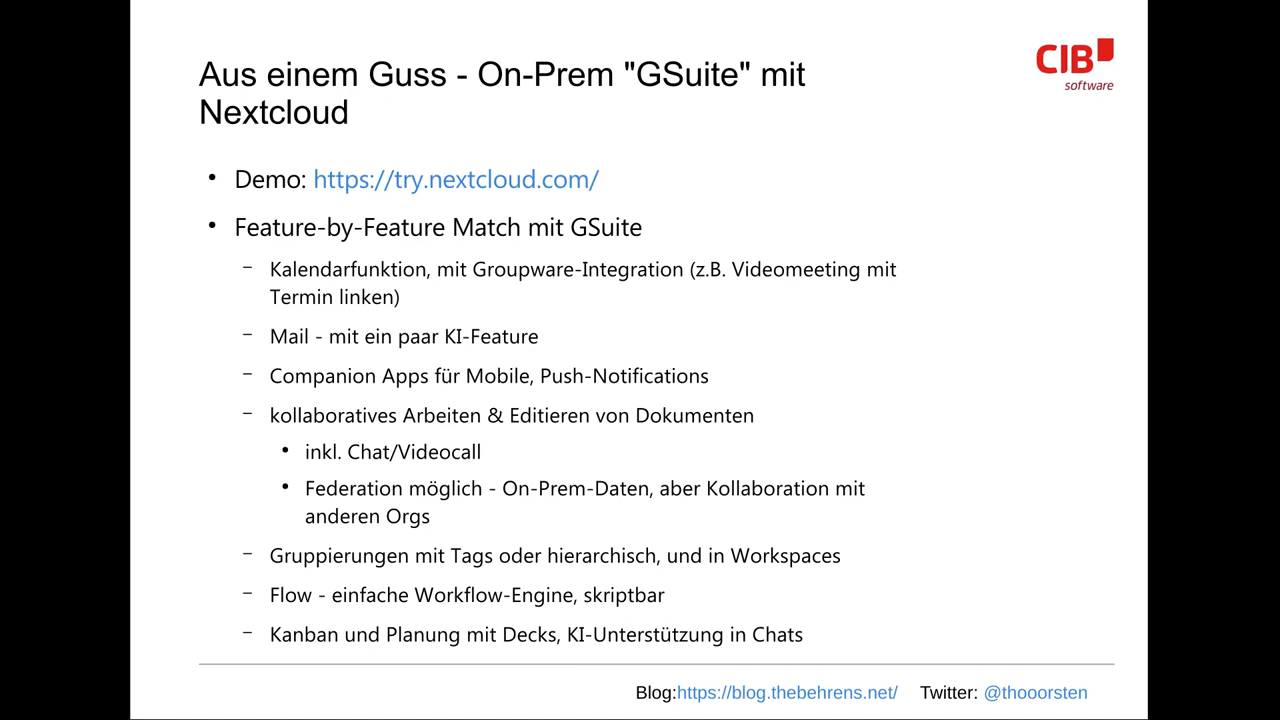 Aus einem Guss - On-Prem "GSuite" mit
Nextcloud
CIB
software
• Demo: https://try.nextcloud.com/
• Feature-by-Feature Match mit GSuite
– Kalendarfunktion, mit Groupware-Integration (z.B. Videomeeting mit
Termin linken)
– Mail - mit ein paar KI-Feature
– Companion Apps für Mobile, Push-Notifications
– kollaboratives Arbeiten & Editieren von Dokumenten
• inkl. Chat/Videocall
• Federation möglich - On-Prem-Daten, aber Kollaboration mit
anderen Orgs
– Gruppierungen mit Tags oder hierarchisch, und in Workspaces
– Flow - einfache Workflow-Engine, skriptbar
– Kanban und Planung mit Decks, KI-Unterstützung in Chats
Blog:https://blog.thebehrens.net/ Twitter: @thooorsten